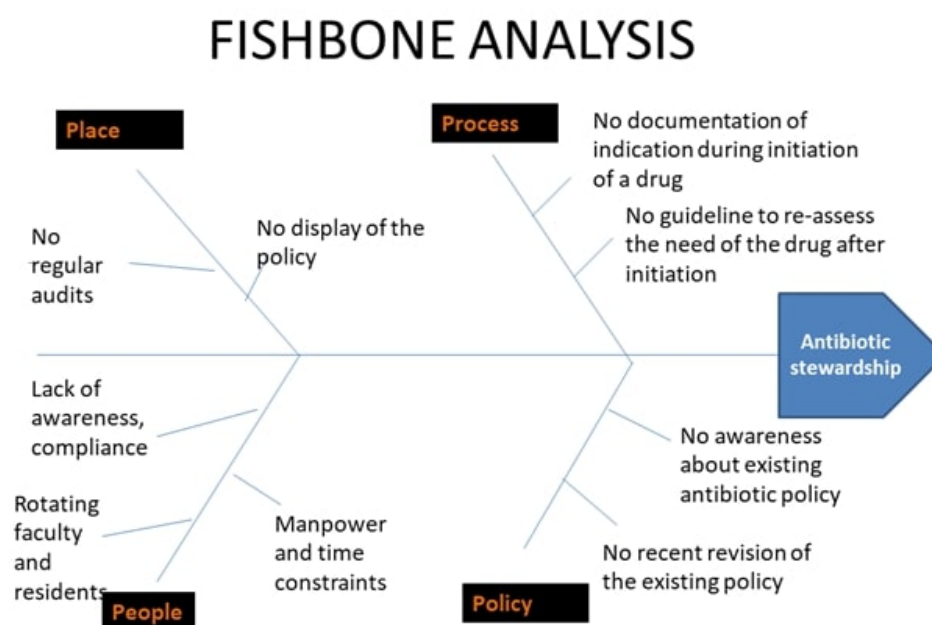 FISHBONE ANALYSIS
Place
Process
No documentation of
indication during initiation
of a drug
No display of the
policy
No
regular
audits
No guideline to re-assess
the need of the drug after
initiation
Antibiotic
stewardship
Lack of
awareness,
compliance
No awareness
about existing
antibiotic policy
Rotating
faculty
and
residents
Manpower
and time
constraints
No recent revision of
the existing policy
People
Policy